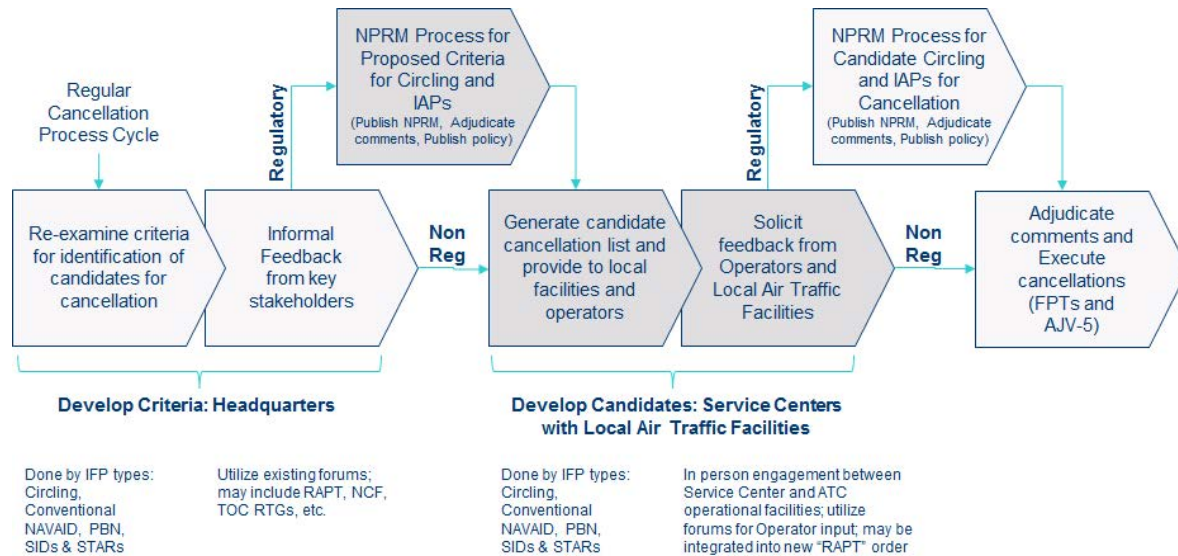 Regular
Cancellation
Process Cycle
Re-examine criteria
for identification of
candidates for
cancellation
Informal
Feedback
from key
stakeholders
Regulatory
NPRM Process for
Proposed Criteria
for Circling and
IAPs
(Publish NPRM, Adjudicate
comments, Publish policy)
Non
Reg
Generate candidate
cancellation list and
provide to local
facilities and
operators
Solicit
feedback from
Operators and
Local Air Traffic
Facilities
Regulatory
NPRM Process for
Candidate Circling
and IAPs for
Cancellation
(Publish NPRM, Adjudicate
comments, Publish policy)
Non
Reg
Adjudicate
comments and
Execute
cancellations
(FPTs and
AJV-5)
Develop Criteria: Headquarters
Develop Candidates: Service Centers
with Local Air Traffic Facilities
Done by IFP types:
Circling,
Conventional
NAVAID, PBN,
SIDs & STARs
Utilize existing forums;
may include RAPT, NCF,
TOC RTGs, etc.
Done by IFP types:
Circling,
Conventional
NAVAID, PBN,
SIDs & STARs
In person engagement between
Service Center and ATC
operational facilities; utilize
forums for Operator input; may be
integrated into new “RAPT” order